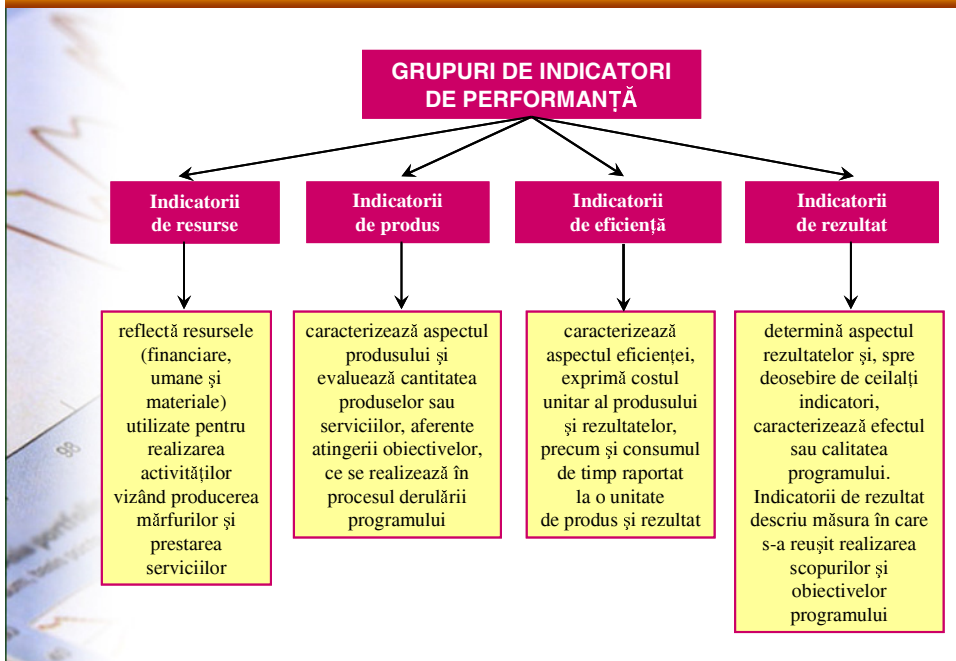 GRUPURI DE INDICATORI
DE PERFORMANȚĂ
Indicatorii
de resurse
Indicatorii
de produs
Indicatorii
de eficiență
Indicatorii
de rezultat
reflectă resursele
(financiare,
umane și
materiale)
utilizate pentru
realizarea
activităților
vizând producerea
mărfurilor și
prestarea
serviciilor
caracterizează aspectul
produsului și
evaluează cantitatea
produselor sau
serviciilor, aferente
atingerii obiectivelor,
ce se realizează în
procesul derulării
programului
caracterizează
aspectul eficienței,
exprimă costul
unitar al produsului
și rezultatelor,
precum și consumul
de timp raportat
la o unitate
de produs și rezultat
determină aspectul
rezultatelor și, spre
deosebire de ceilalți
indicatori,
caracterizează efectul
sau calitatea
programului.
Indicatorii de rezultat
descriu măsura în care
s-a reușit realizarea
scopurilor și
obiectivelor
programului
98